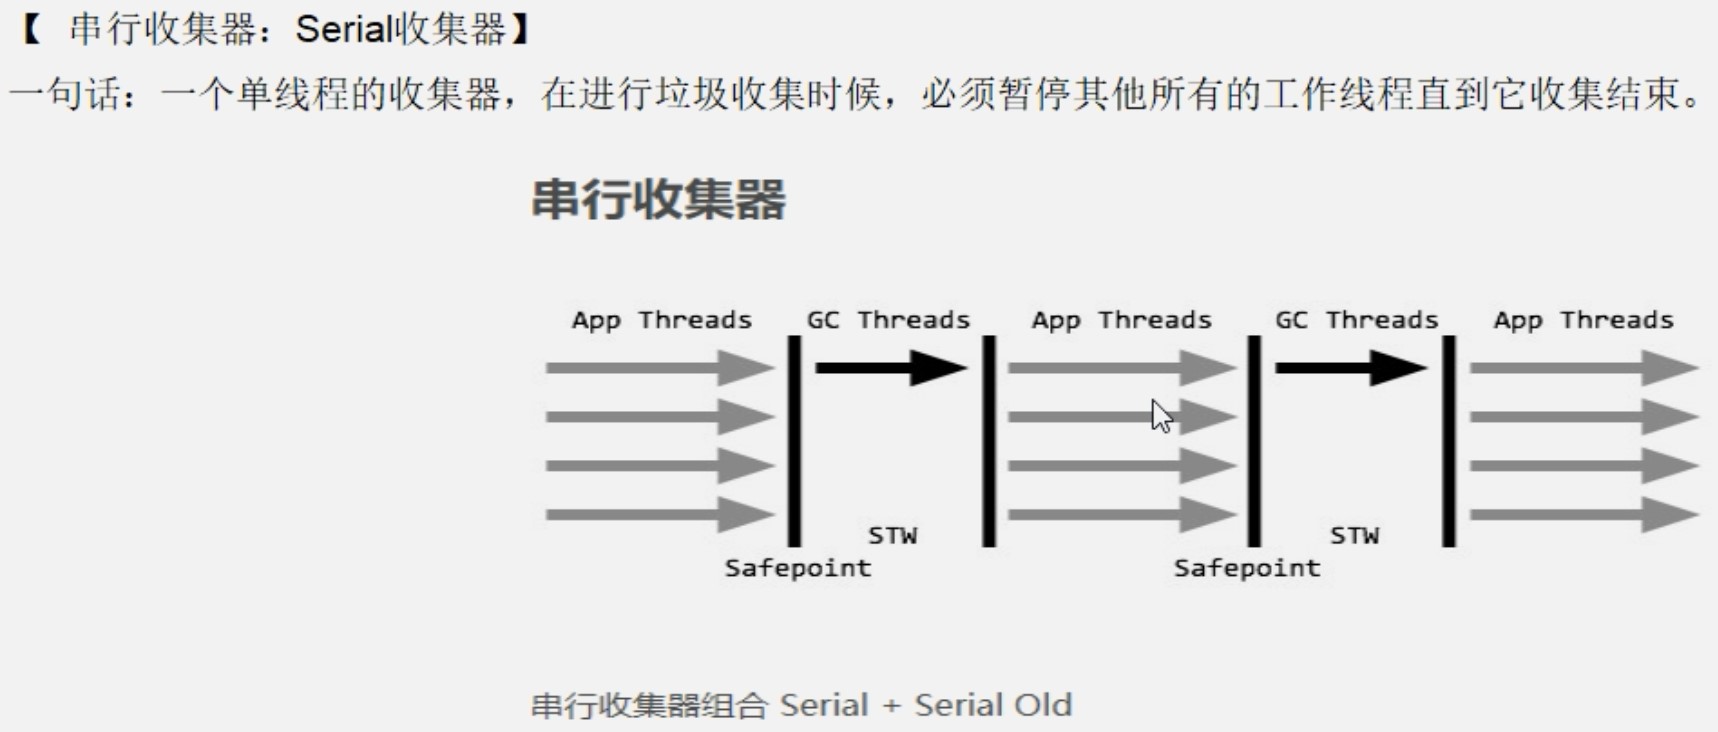 【 串行收集器：Serial收集器】
一句话：一个单线程的收集器，在进行垃圾收集时候，必须暂停其他所有的工作线程直到它收集结束。
串行收集器
App Threads GC Threads App Threads GC Threads App Threads
STW STW
Safepoint Safepoint
串行收集器组合 Serial + Serial Old